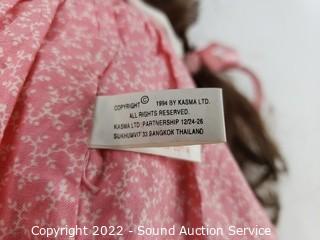 COPYRIGHT © 1994 BY KASMA LTD.
ALL RIGHTS RESERVED.
KASMA LTD. PARTNERSHIP 12/24-26
SUKHUMVIT 33 BANGKOK THAILAND
Copyright 2022 - Sound Auction Service